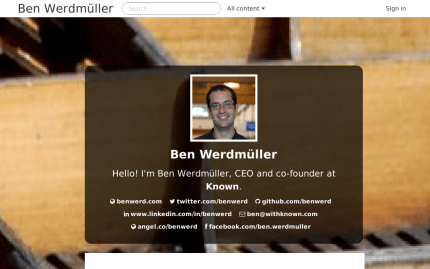 Ben Werdmüller Search All content Sign in
Ben Werdmüller
Hello! I'm Ben Werdmüller, CEO and co-founder at
Known.
benwerd.com twitter.com/benwerd github.com/benwerd
www.linkedin.com/in/benwerd ben@withknown.com
angel.co/benwerd facebook.com/ben.werdmuller